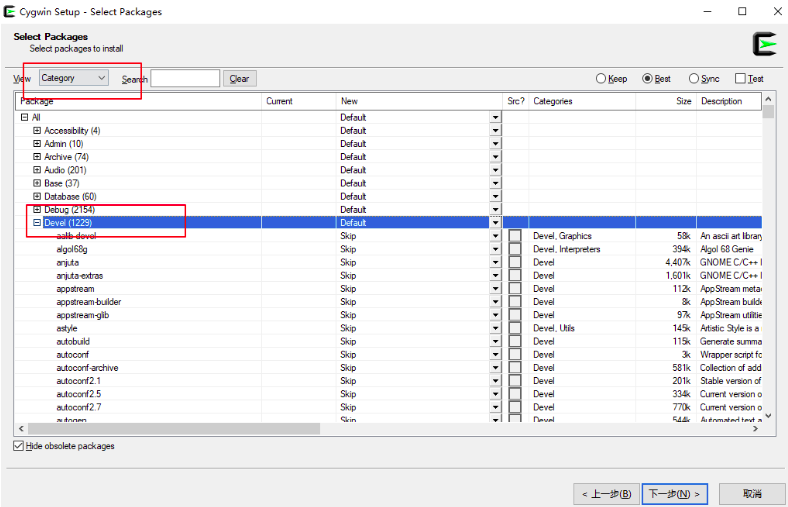 Cygwin Setup - Select Packages
Select Packages
Select packages to install
View Category Search Clear Keep Best Sync Test
Package Current New Src? Categories Size Description
All Default
Accessibility (4) Default
Admin (10) Default
Archive (74) Default
Audio (201) Default
Base (37) Default
Database (60) Default
Debug (2154) Default
Devel (1229) Default
aalib-devel Skip Devel, Graphics 58k An ascii art library
algol68g Skip Devel, Interpreters 394k Algol 68 Genie
anjuta Skip Devel 4,407k GNOME C/C++ I
anjuta-extras Skip Devel 1,601k GNOME C/C++ I
appstream Skip Devel 112k AppStream meta
appstream-builder Skip Devel 8k AppStream builde
appstream-glib Skip Devel 97k AppStream utilitie
astyle Skip Devel, Utils 145k Artistic Style is a
autobuild Skip Devel 115k Generate summa
autoconf Skip Devel 3k Wrapper script fo
autoconf-archive Skip Devel 581k Collection of add
autoconf2.1 Skip Devel 201k Stable version of
autoconf2.5 Skip Devel 334k Current version o
autoconf2.7 Skip Devel 770k Current version o
autogen Skip Devel 544k Automated text a
Hide obsolete packages
< 上一步(B) 下一步(N) > 取消